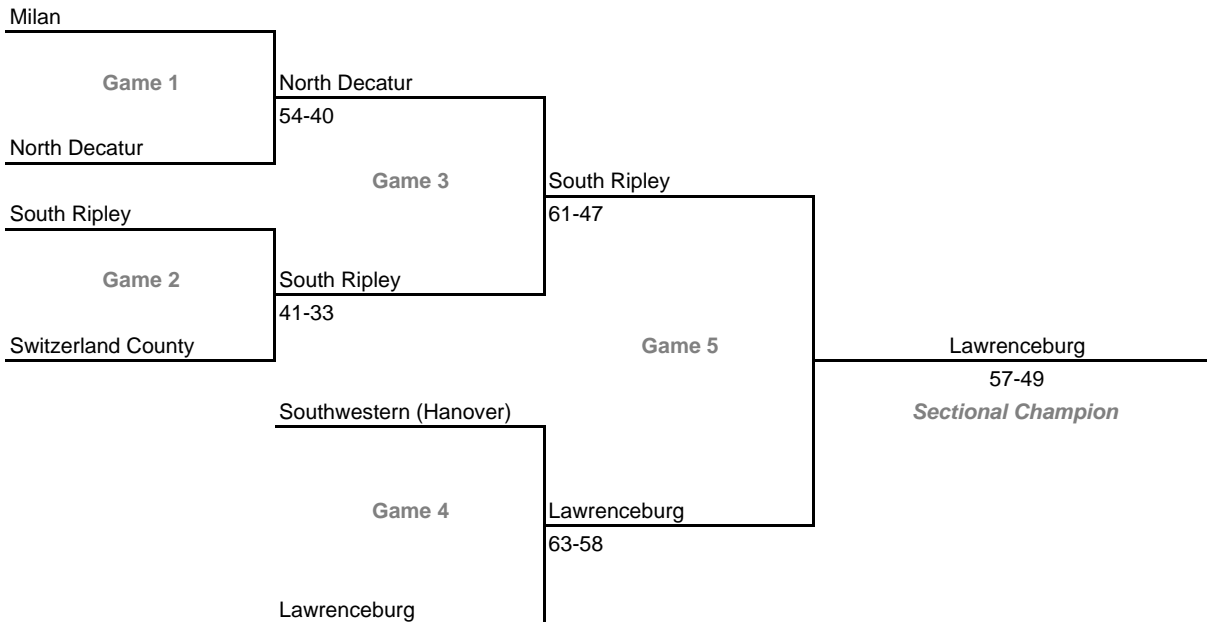 Milan
Game 1
North Decatur
54-40
North Decatur
Game 3
South Ripley
61-47
South Ripley
Game 2
South Ripley
41-33
Switzerland County
Game 5
Lawrenceburg
57-49
Sectional Champion
Southwestern (Hanover)
Game 4
Lawrenceburg
63-58
Lawrenceburg